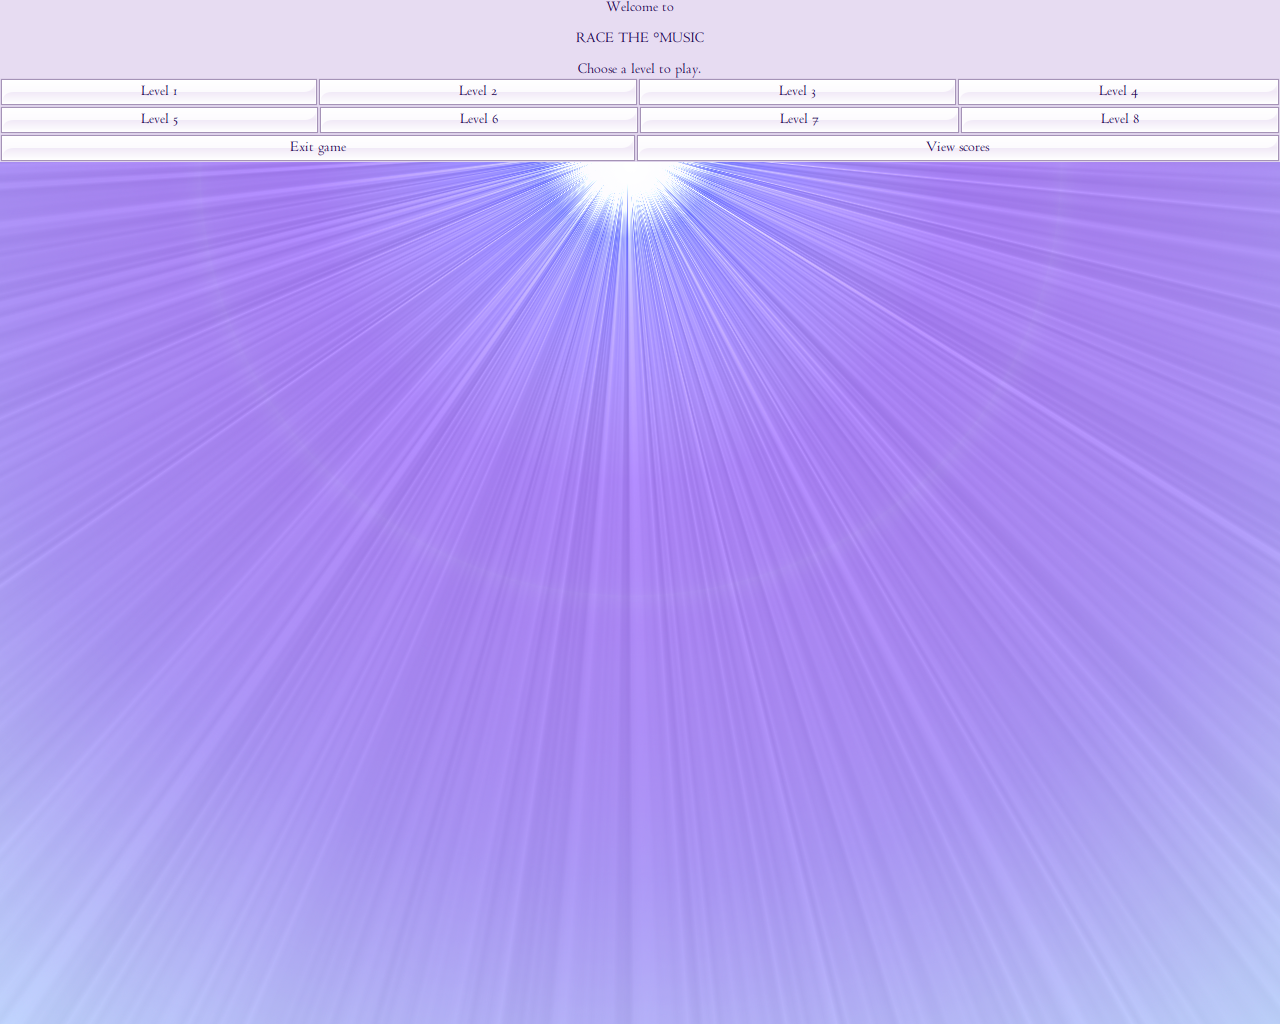 Welcome to
RACE THE °MUSIC
Choose a level to play.
Level 1 Level 2 Level 3 Level 4
Level 5 Level 6 Level 7 Level 8
Exit game View scores